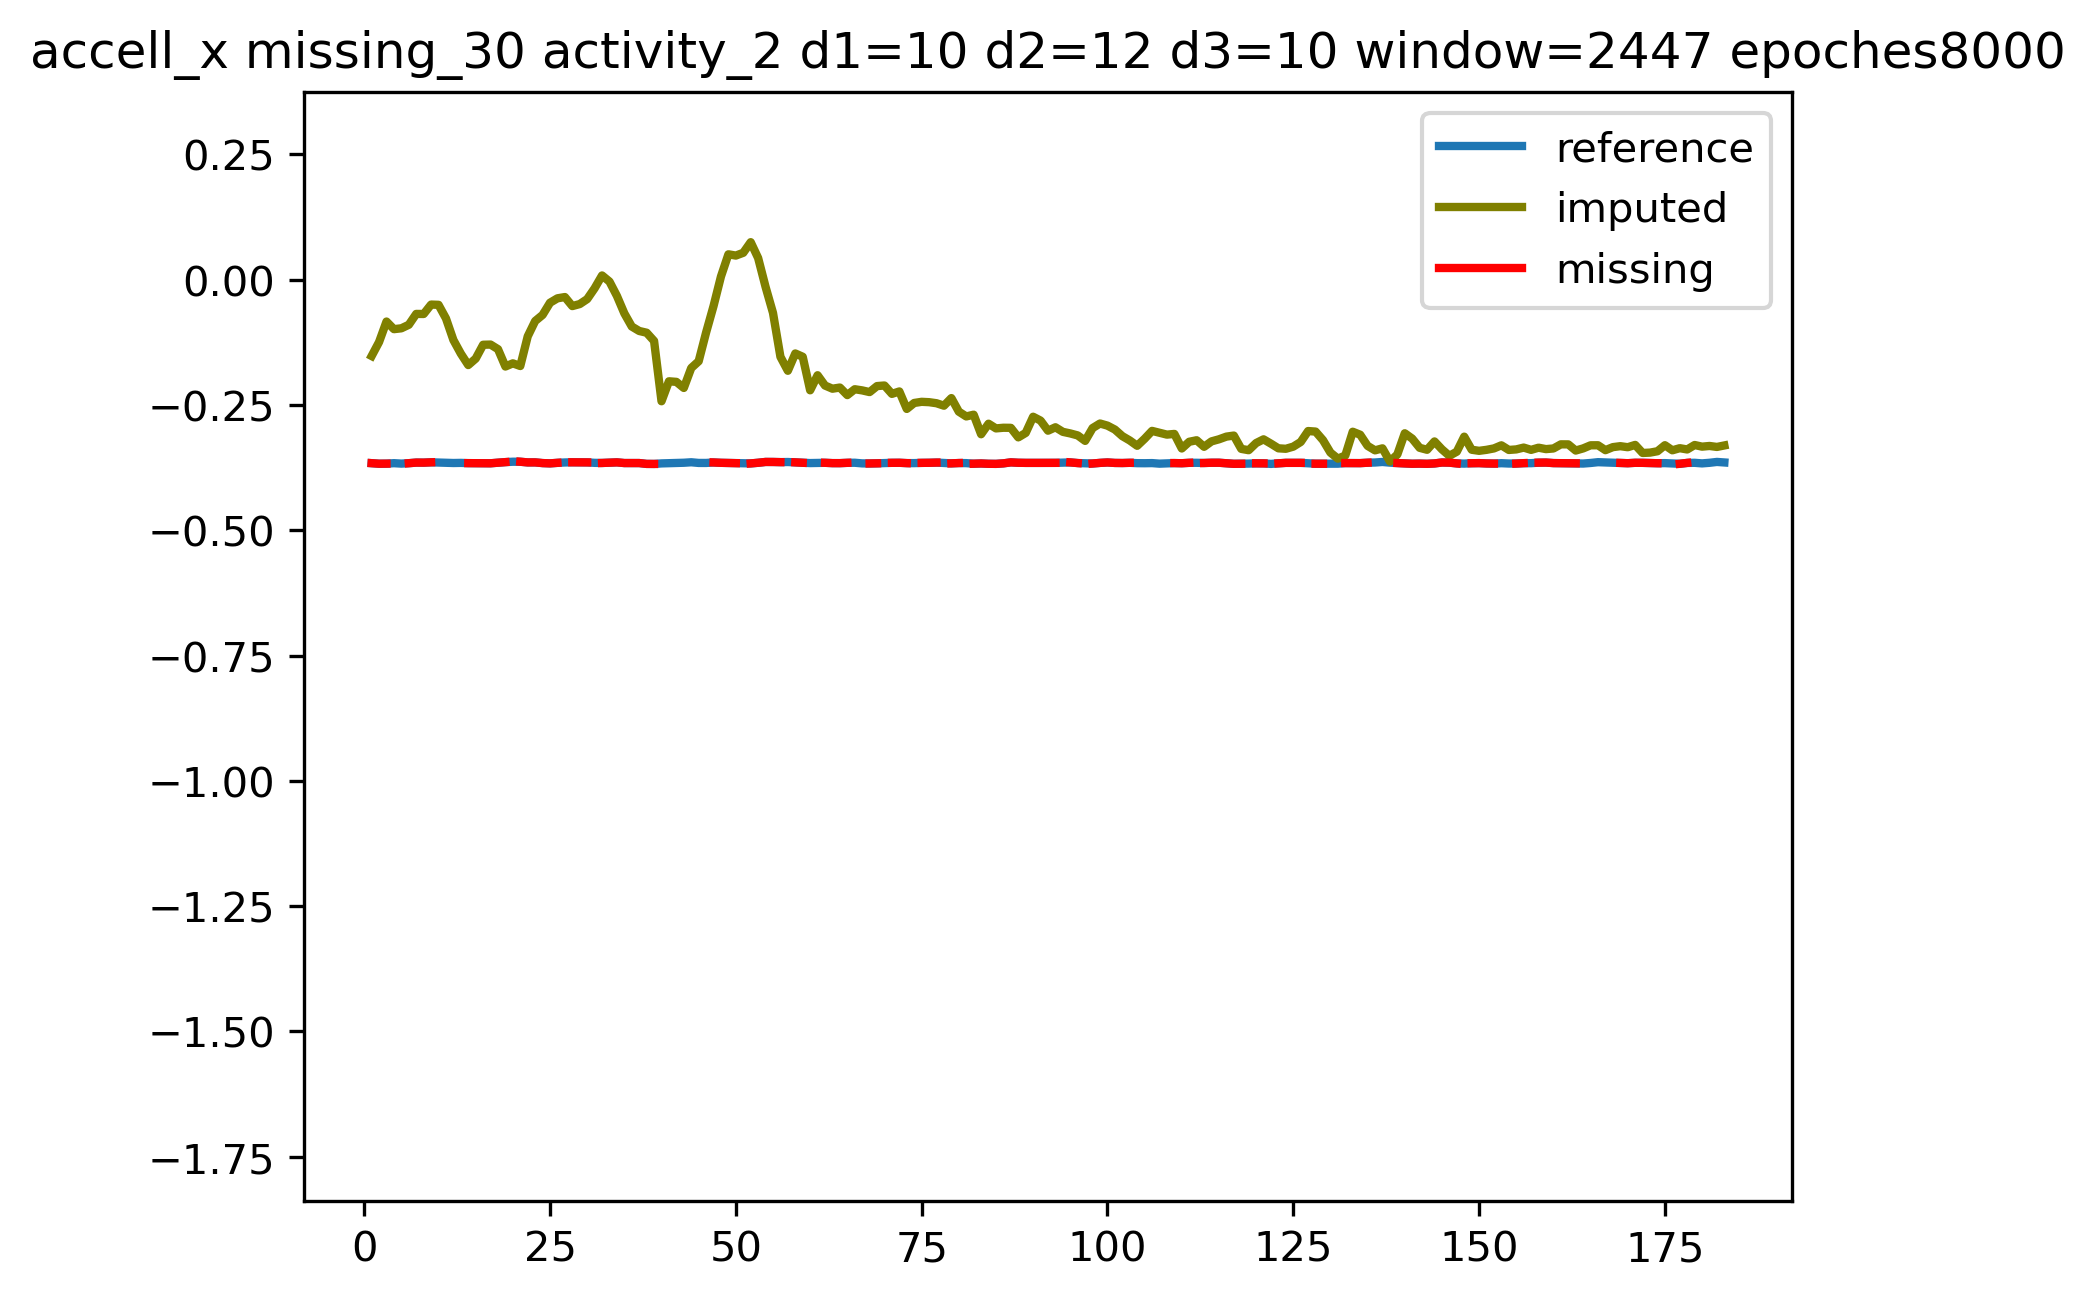 accell_x missing_30 activity_2 d1=10 d2=12 d3=10 window=2447 epoches8000
reference
imputed
missing
0.25
0.00
−0.25
−0.50
−0.75
−1.00
−1.25
−1.50
−1.75
0 25 50 75 100 125 150 175